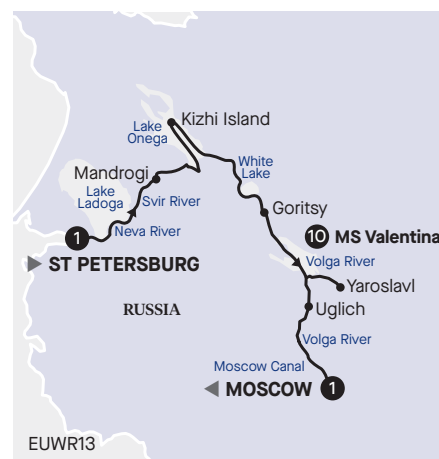 Kizhi Island
Lake
Onega
White
Lake
Mandrogi
Lake
Ladoga
Svir River
Goritsy
1
Neva River
10 MS Valentina
ST PETERSBURG
Volga River
Yaroslavl
RUSSIA
Uglich
Volga River
Moscow Canal
MOSCOW 1
EUWR13